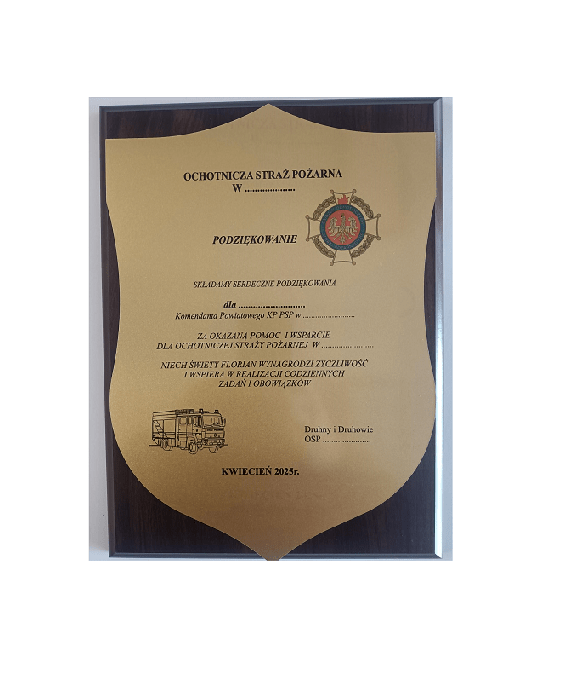 OCHOTNICZA STRAŻ POŻARNA
W ...................
PODZIĘKOWANIE
SKŁADAMY SERDECZNE PODZIĘKOWANIA
dla ..........................
Komendanta Powiatowego KP PSP w ........................
ZA OKAZANĄ POMOC I WSPARCIE
DLA OCHOTNICZEJ STRAŻY POŻARNEJ W ........................
NIECH ŚWIĘTY FLORIAN WYNAGRODZI ŻYCZLIWOŚĆ
I WSPIERA W REALIZACJI CODZIENNYCH
ZADAŃ I OBOWIĄZKÓW
Druhny i Druhowie
OSP ......................
KWIECIEŃ 2025r.